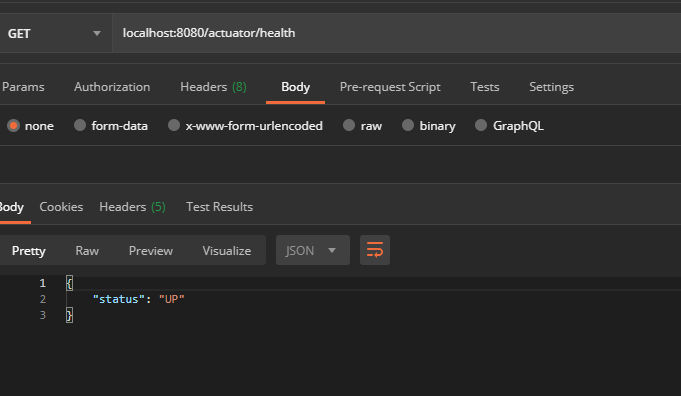 GET localhost:8080/actuator/health
Params Authorization Headers (8) Body Pre-request Script Tests Settings
none form-data x-www-form-urlencoded raw binary GraphQL
Body Cookies Headers (5) Test Results
Pretty Raw Preview Visualize JSON
1 {
2 "status": "UP"
3 }